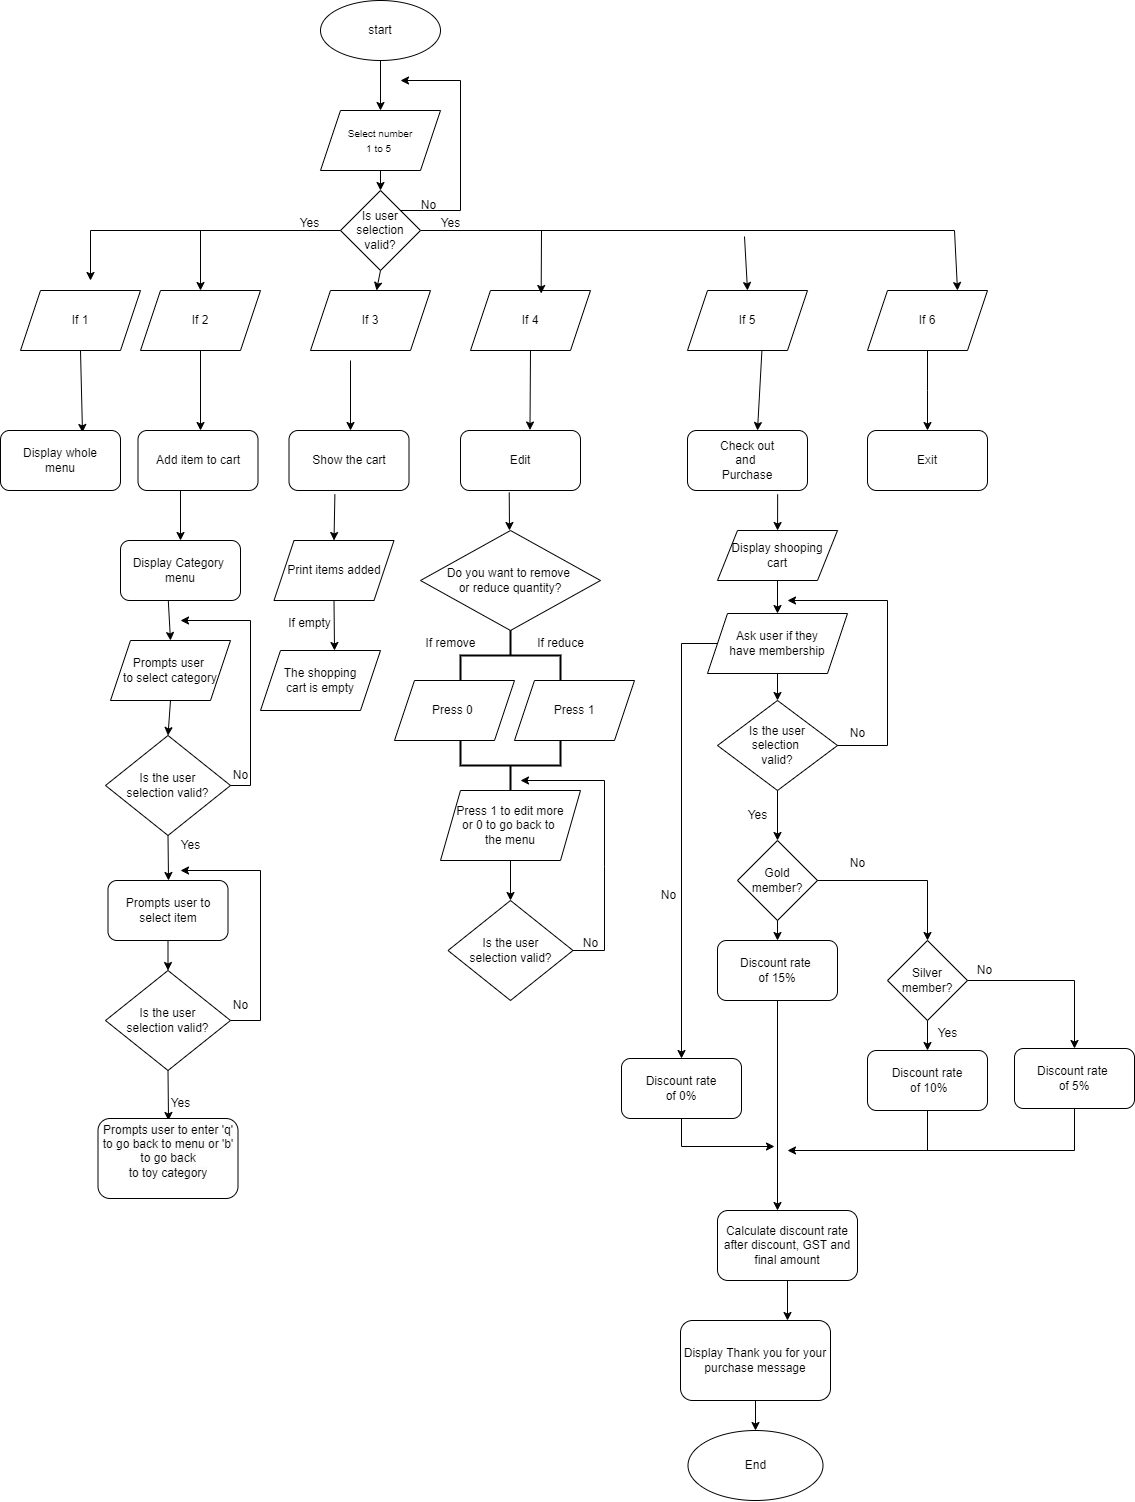 start
Select number
1 to 5
No
Is user
selection
valid?
Yes
Yes
If 1
If 2
If 3
If 4
If 5
If 6
Display whole
menu
Add item to cart
Show the cart
Edit
Check out
and
Purchase
Exit
Display Category
menu
Print items added
Do you want to remove
or reduce quantity?
Display shooping
cart
If empty
If remove
If reduce
Ask user if they
have membership
Prompts user
to select category
The shopping
cart is empty
Press 0
Press 1
Is the user
selection
valid?
No
Is the user
selection valid?
No
Press 1 to edit more
or 0 to go back to
the menu
Yes
Yes
Gold
member?
No
No
Prompts user to
select item
Is the user
selection valid?
No
Discount rate
of 15%
Silver
member?
No
Is the user
selection valid?
No
Yes
Discount rate
of 0%
Discount rate
of 10%
Discount rate
of 5%
Yes
Prompts user to enter 'q'
to go back to menu or 'b'
to go back
to toy category
Calculate discount rate
after discount, GST and
final amount
Display Thank you for your
purchase message
End